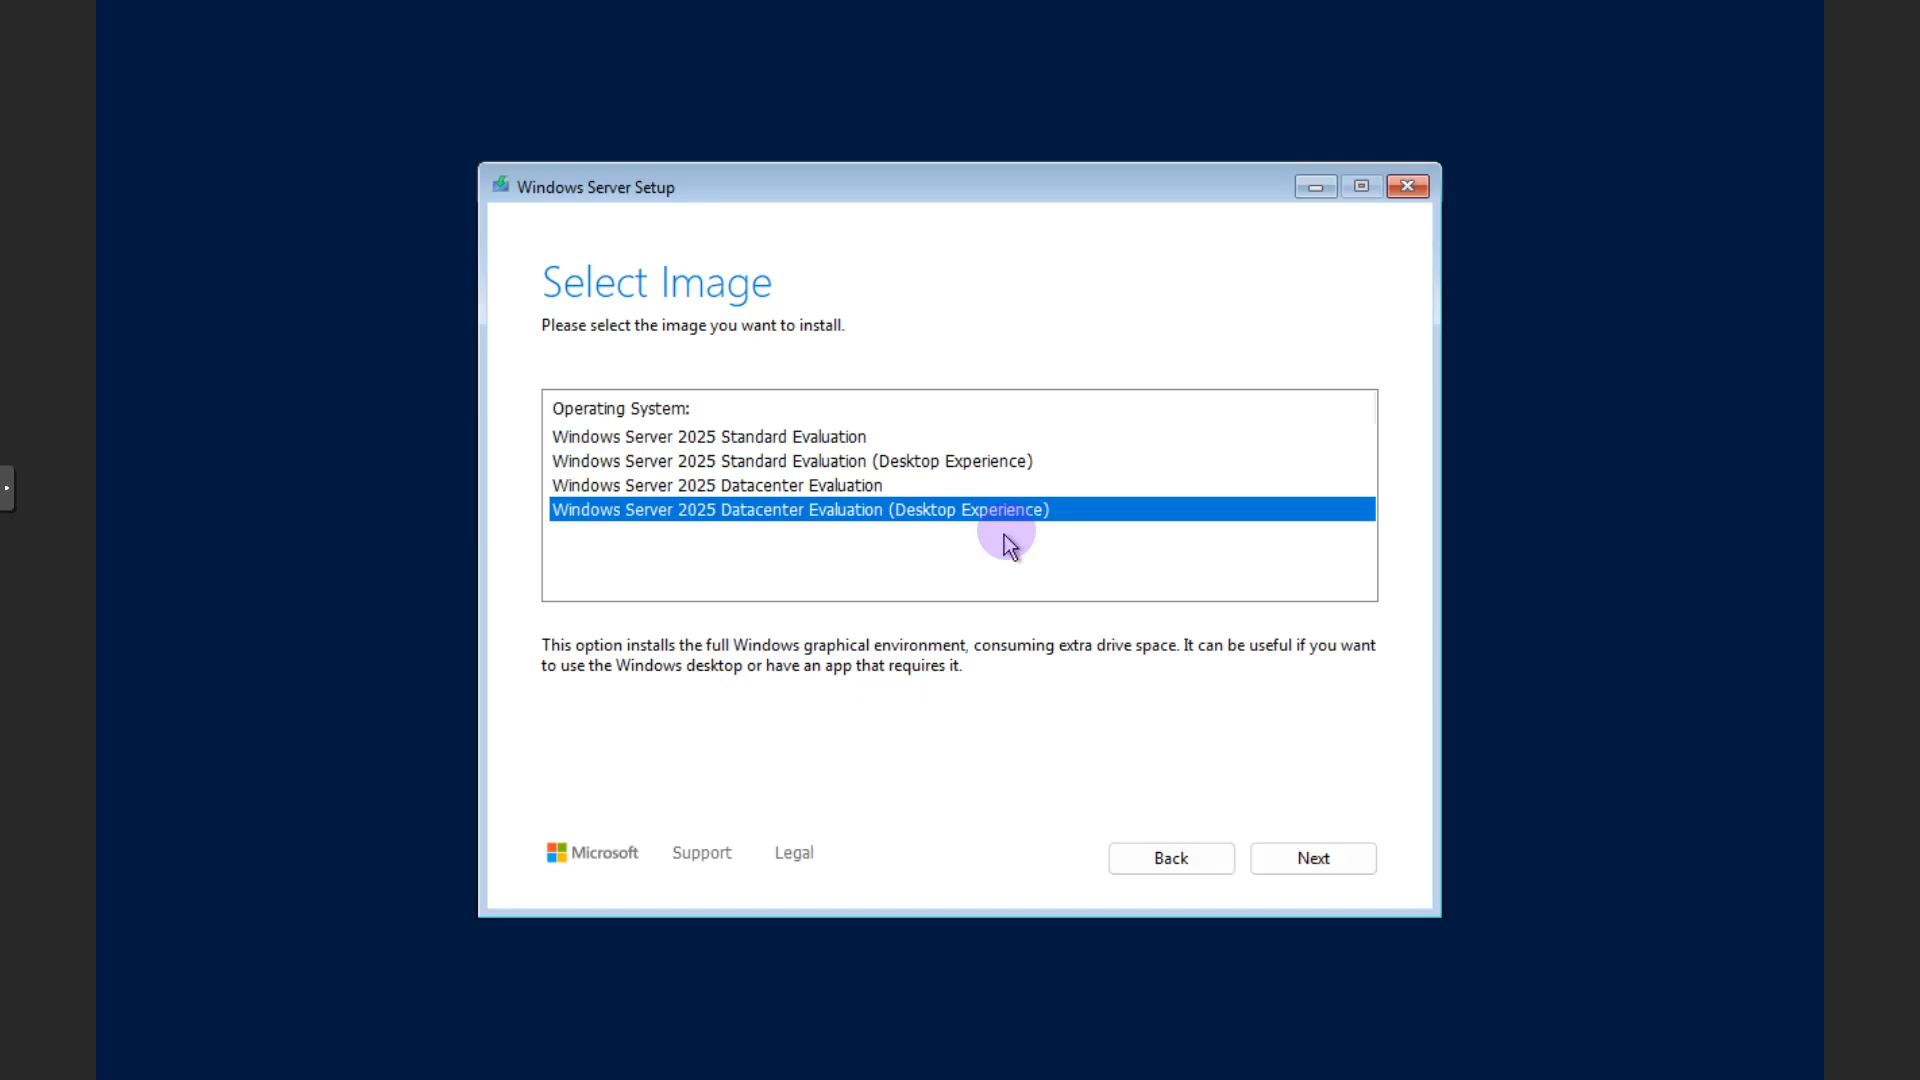 Windows Server Setup
Select Image
Please select the image you want to install.
Operating System:
Windows Server 2025 Standard Evaluation
Windows Server 2025 Standard Evaluation (Desktop Experience)
Windows Server 2025 Datacenter Evaluation
Windows Server 2025 Datacenter Evaluation (Desktop Experience)
This option installs the full Windows graphical environment, consuming extra drive space. It can be useful if you want
to use the Windows desktop or have an app that requires it.
Microsoft Support Legal Back Next